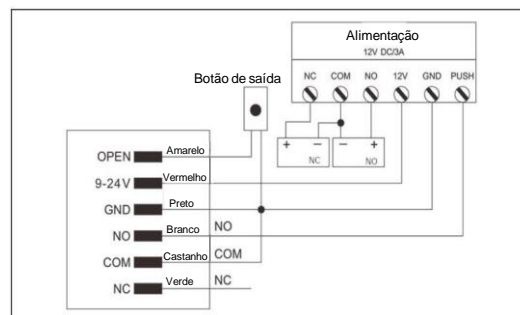 Alimentação
12V DC/3A
NC COM NO 12V GND PUSH
Botão de saída
+ − − +
NC NO
OPEN Amarelo
9-24V Vermelho
GND Preto
NO Branco NO
COM Castanho COM
NC Verde NC